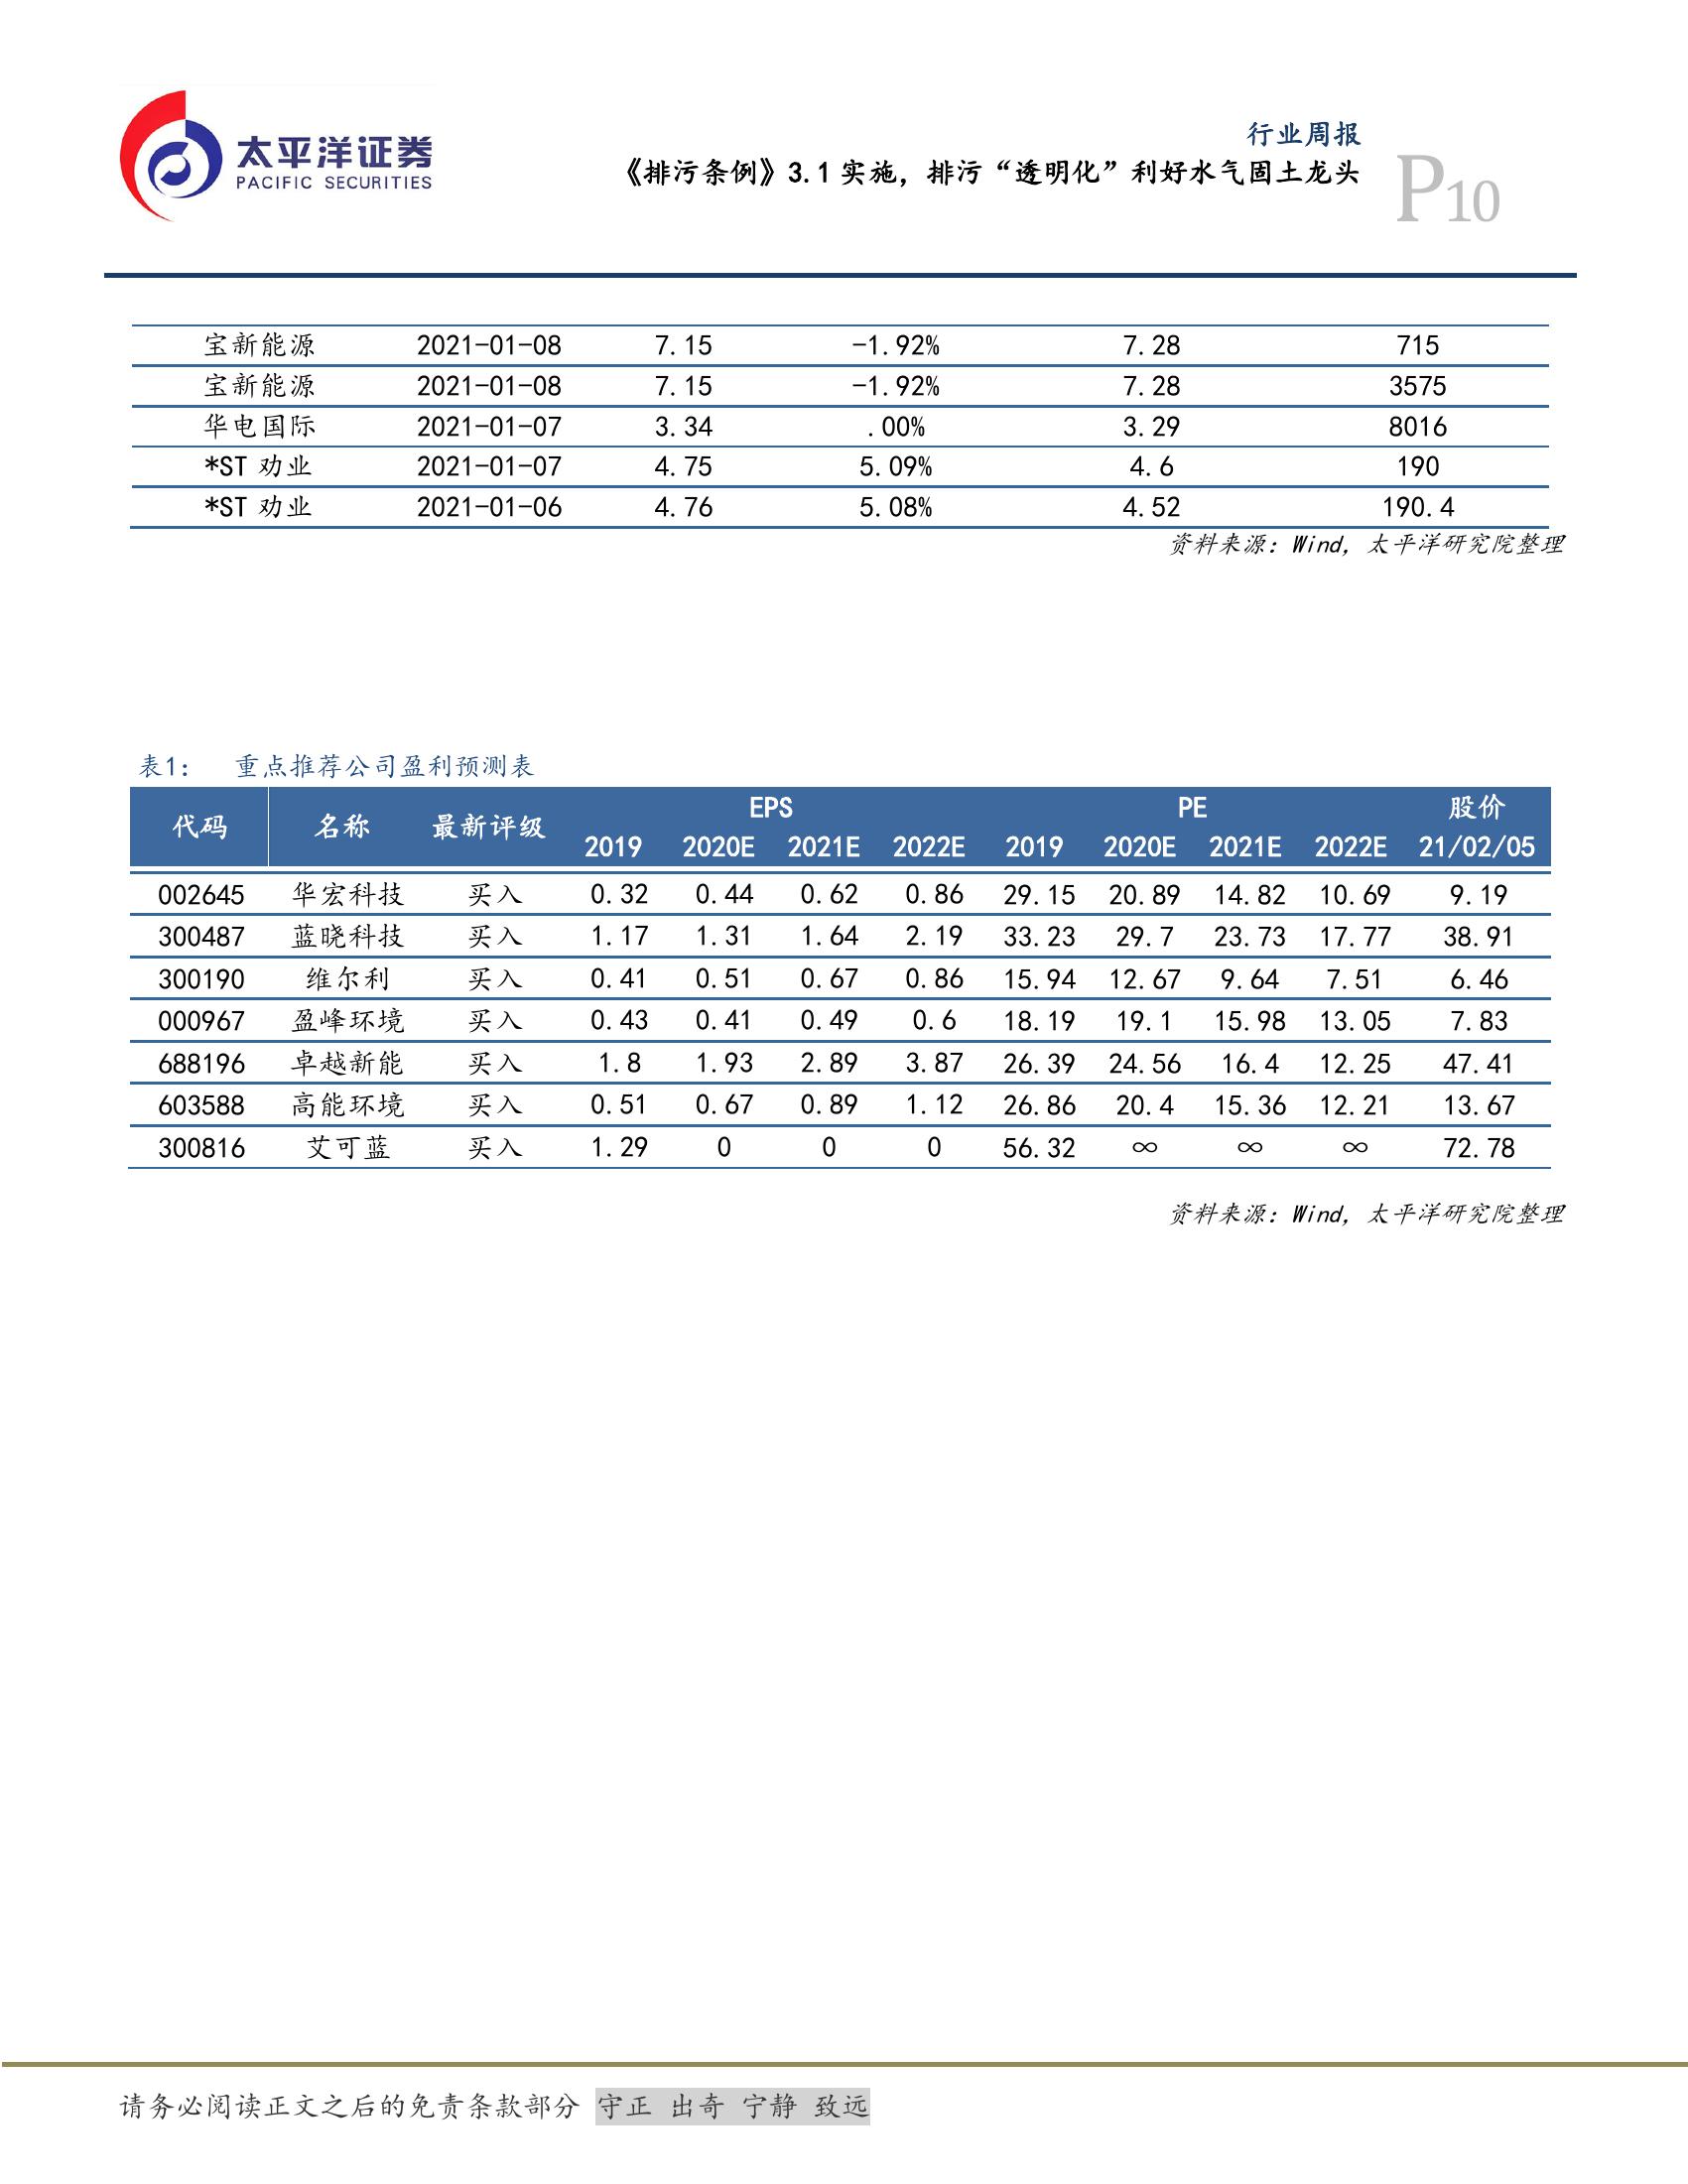 太平洋证券
PACIFIC SECURITIES
行业周报
《排污条例》3.1 实施，排污“透明化”利好水气固土龙头
P10
宝新能源 2021-01-08 7.15 -1.92% 7.28 715
宝新能源 2021-01-08 7.15 -1.92% 7.28 3575
华电国际 2021-01-07 3.34 .00% 3.29 8016
*ST 劝业 2021-01-07 4.75 5.09% 4.6 190
*ST 劝业 2021-01-06 4.76 5.08% 4.52 190.4
资料来源：Wind，太平洋研究院整理
表1： 重点推荐公司盈利预测表
代码 名称 最新评级 EPS PE 股价
2019 2020E 2021E 2022E 2019 2020E 2021E 2022E 21/02/05
002645 华宏科技 买入 0.32 0.44 0.62 0.86 29.15 20.89 14.82 10.69 9.19
300487 蓝晓科技 买入 1.17 1.31 1.64 2.19 33.23 29.7 23.73 17.77 38.91
300190 维尔利 买入 0.41 0.51 0.67 0.86 15.94 12.67 9.64 7.51 6.46
000967 盈峰环境 买入 0.43 0.41 0.49 0.6 18.19 19.1 15.98 13.05 7.83
688196 卓越新能 买入 1.8 1.93 2.89 3.87 26.39 24.56 16.4 12.25 47.41
603588 高能环境 买入 0.51 0.67 0.89 1.12 26.86 20.4 15.36 12.21 13.67
300816 艾可蓝 买入 1.29 0 0 0 56.32 ∞ ∞ ∞ 72.78
资料来源：Wind，太平洋研究院整理
请务必阅读正文之后的免责条款部分 守正 出奇 宁静 致远